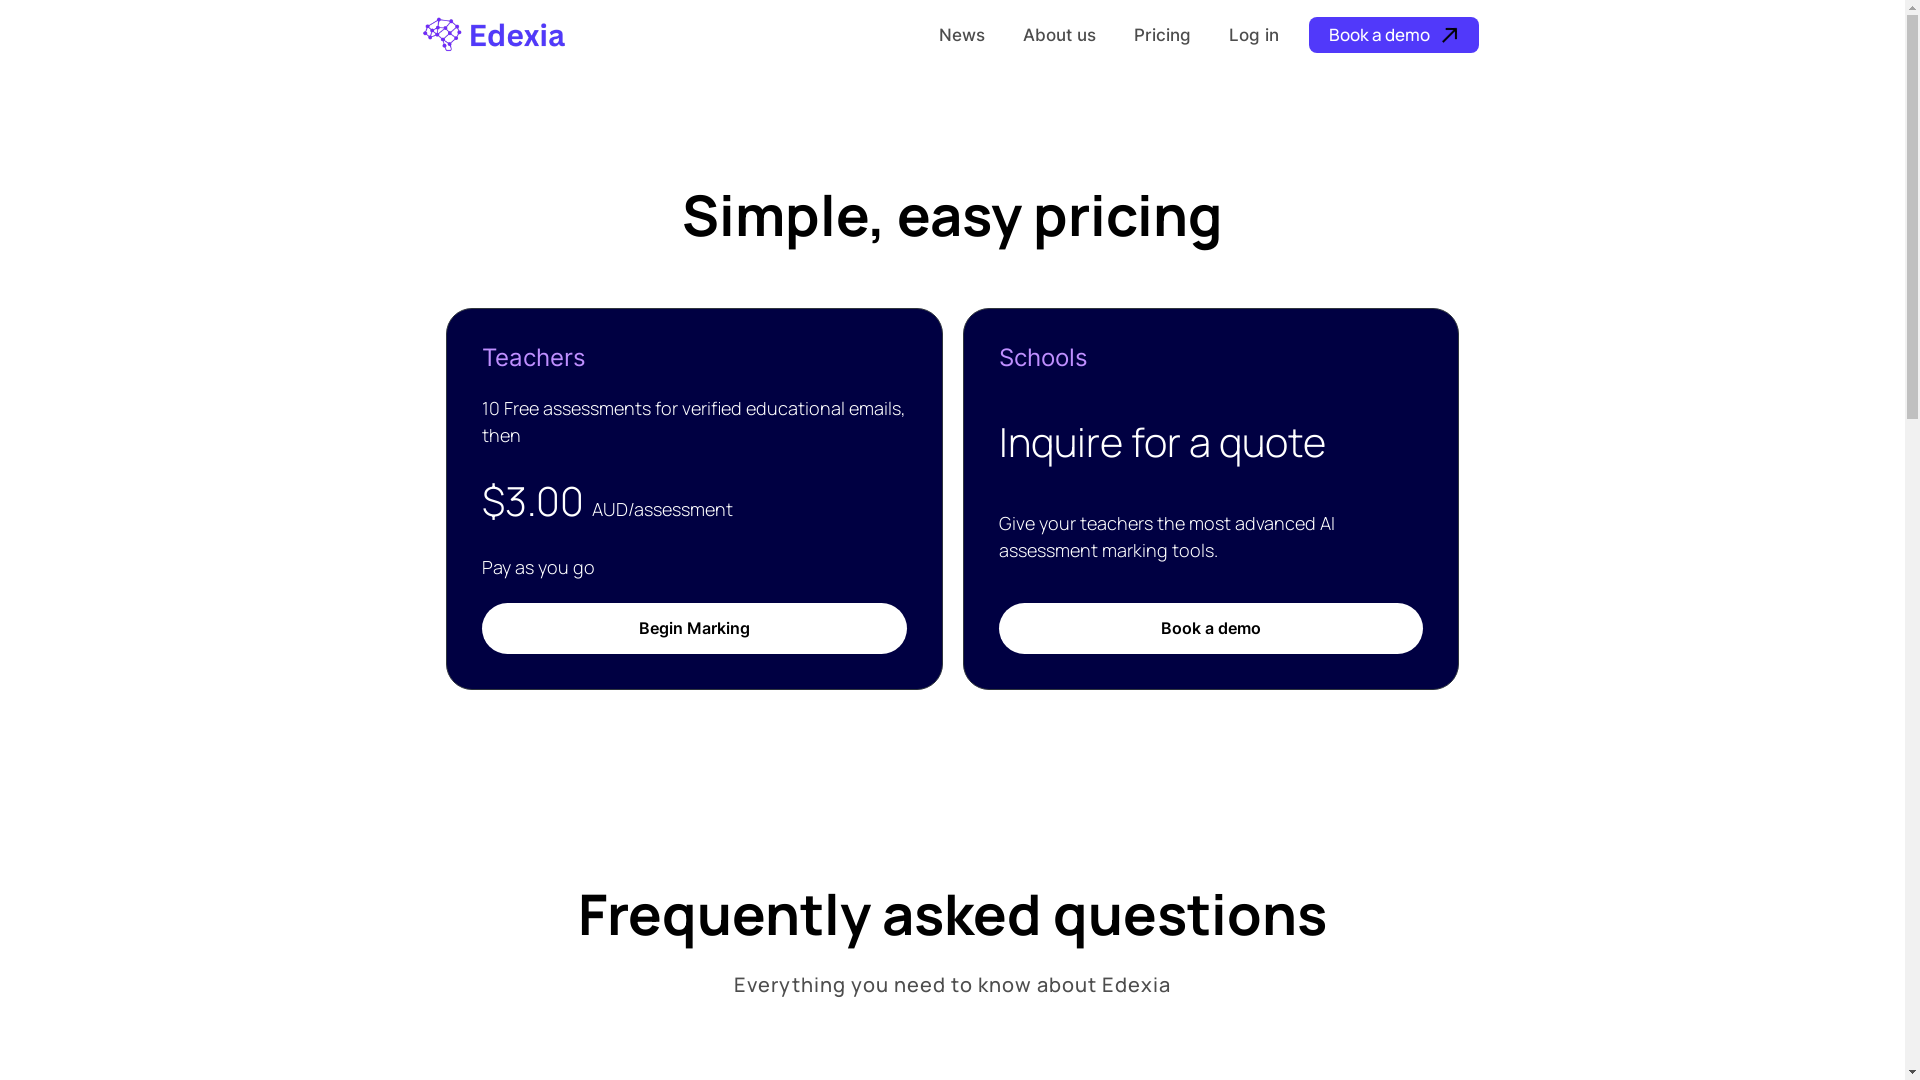 Edexia
News
About us
Pricing
Log in
Book a demo
Simple, easy pricing
Teachers
10 Free assessments for verified educational emails,
then
$3.00 AUD/assessment
Pay as you go
Begin Marking
Schools
Inquire for a quote
Give your teachers the most advanced AI
assessment marking tools.
Book a demo
Frequently asked questions
Everything you need to know about Edexia